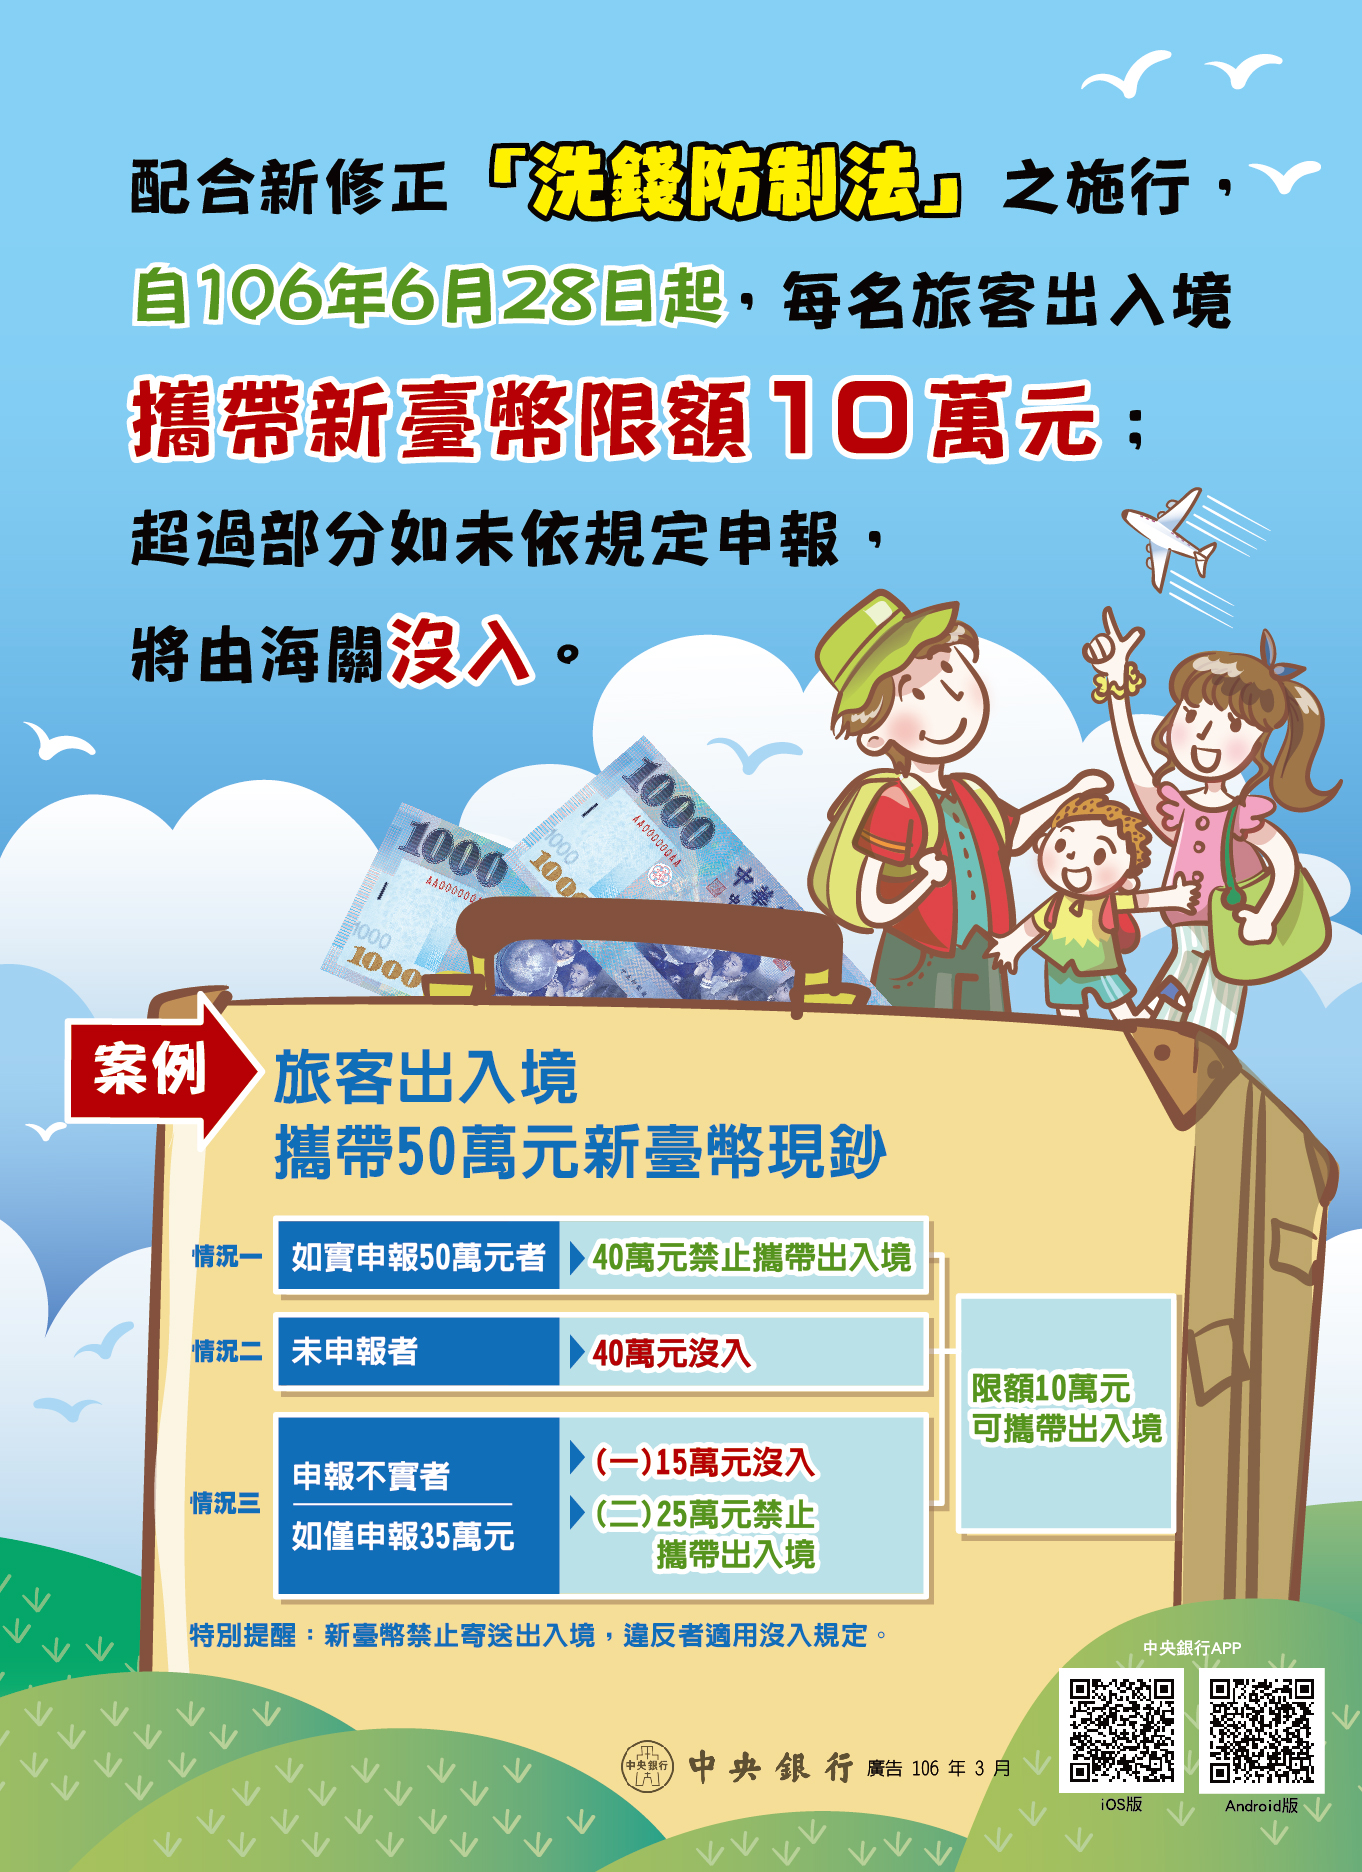 配合新修正「洗錢防制法」之施行，
自106年6月28日起，每名旅客出入境
攜帶新臺幣限額10萬元；
超過部分如未依規定申報，
將由海關沒入。
1000
AA000000AA
1000
1000
1000
AA000000
1000
1000
案例
旅客出入境
攜帶50萬元新臺幣現鈔
情況一
如實申報50萬元者
40萬元禁止攜帶出入境
情況二
未申報者
40萬元沒入
情況三
申報不實者
如僅申報35萬元
(一)15萬元沒入
(二)25萬元禁止
攜帶出入境
限額10萬元
可攜帶出入境
特別提醒：新臺幣禁止寄送出入境，違反者適用沒入規定。
中央銀行APP
iOS版
Android版
中央銀行
中央銀行 廣告 106 年 3 月